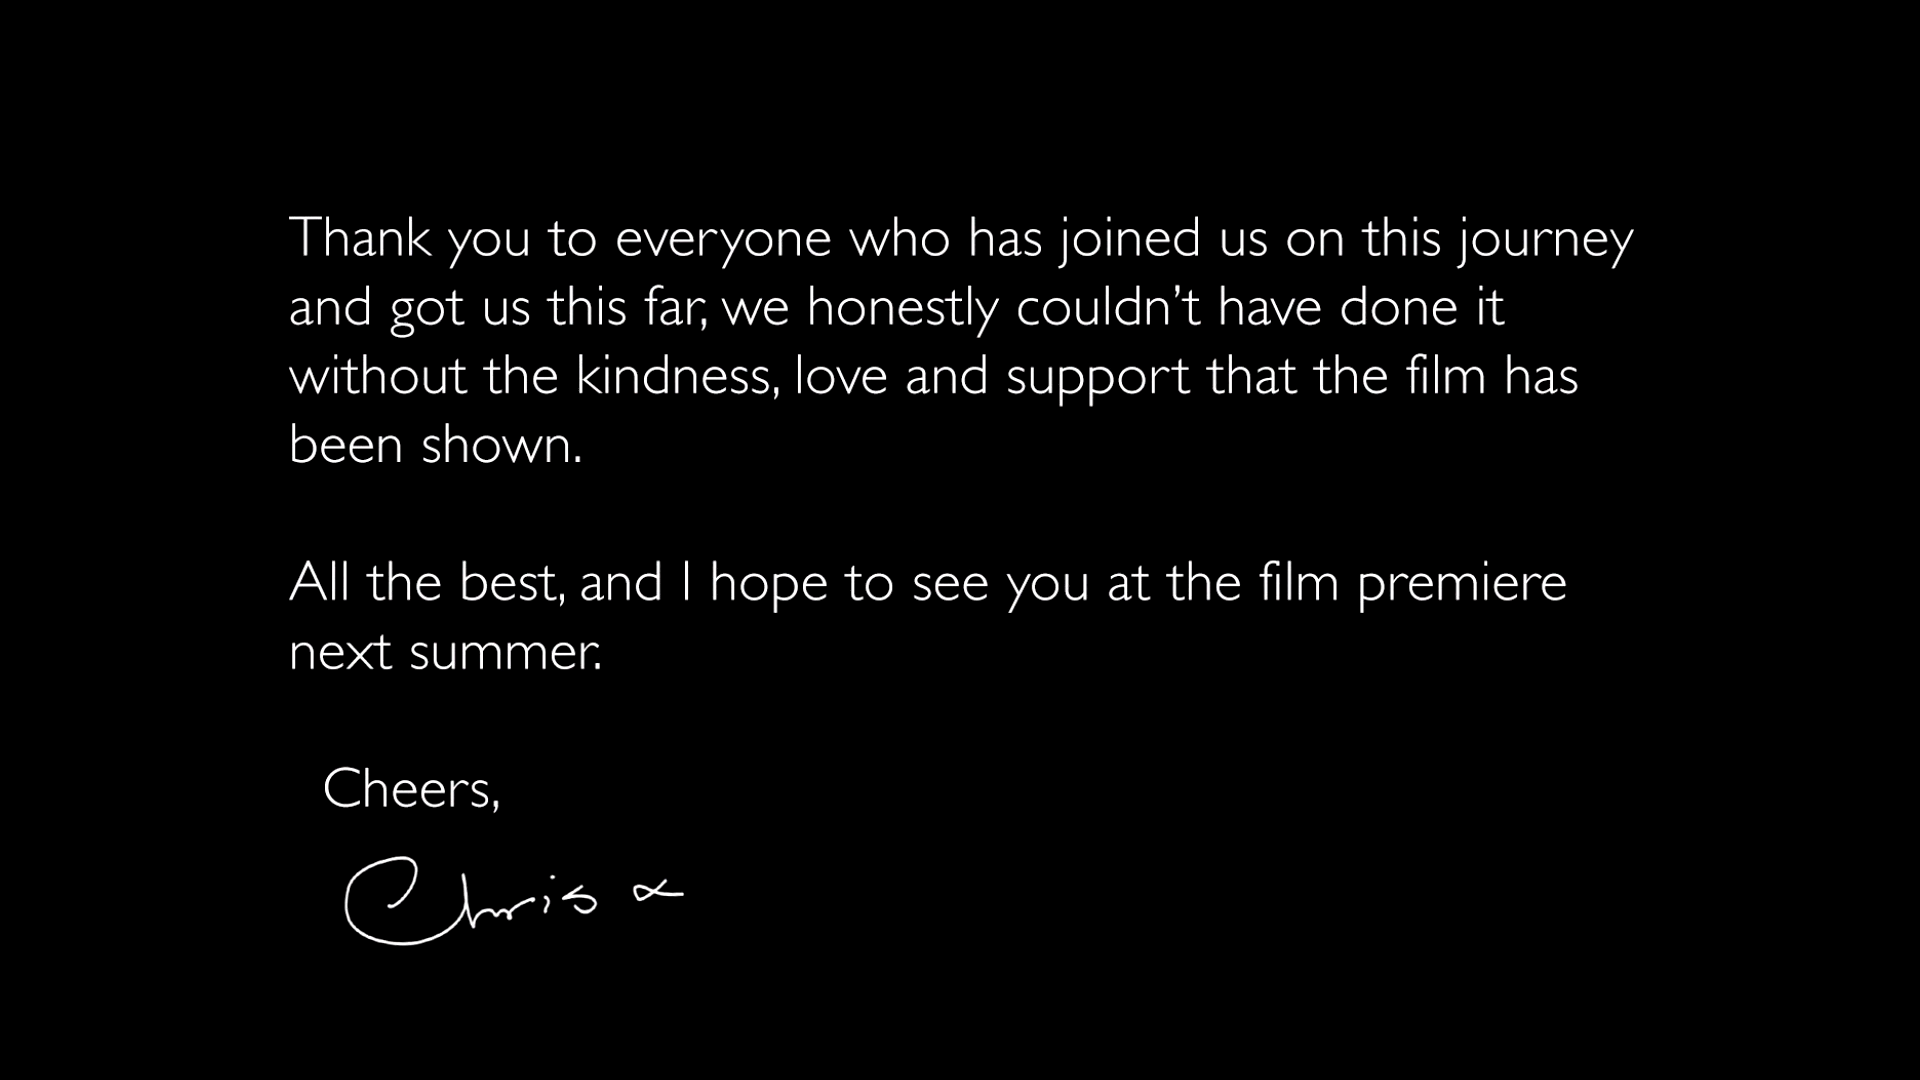 Thank you to everyone who has joined us on this journey
and got us this far, we honestly couldn’t have done it
without the kindness, love and support that the film has
been shown.
All the best, and I hope to see you at the film premiere
next summer.
Cheers,
Chris x